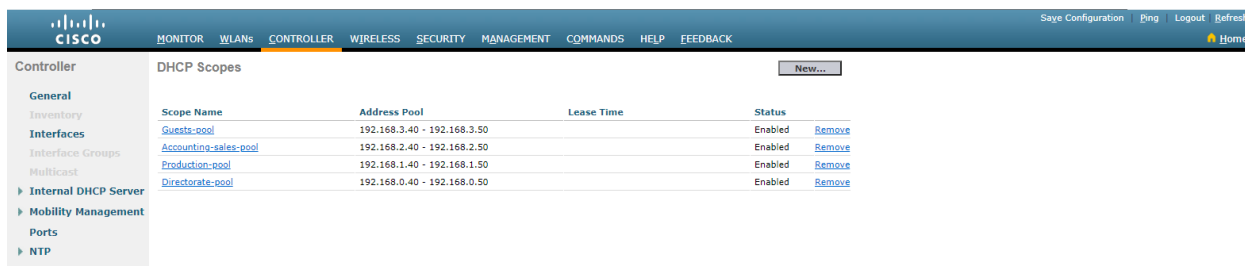 Save Configuration | Ping | Logout | Refresh
CISCO
MONITOR WLANs CONTROLLER WIRELESS SECURITY MANAGEMENT COMMANDS HELP FEEDBACK Home
Controller
DHCP Scopes New...
General
Inventory
Interfaces
Interface Groups
Multicast
Internal DHCP Server
Mobility Management
Ports
NTP
Scope Name Address Pool Lease Time Status
Guests-pool 192.168.3.40 - 192.168.3.50 Enabled Remove
Accounting-sales-pool 192.168.2.40 - 192.168.2.50 Enabled Remove
Production-pool 192.168.1.40 - 192.168.1.50 Enabled Remove
Directorate-pool 192.168.0.40 - 192.168.0.50 Enabled Remove